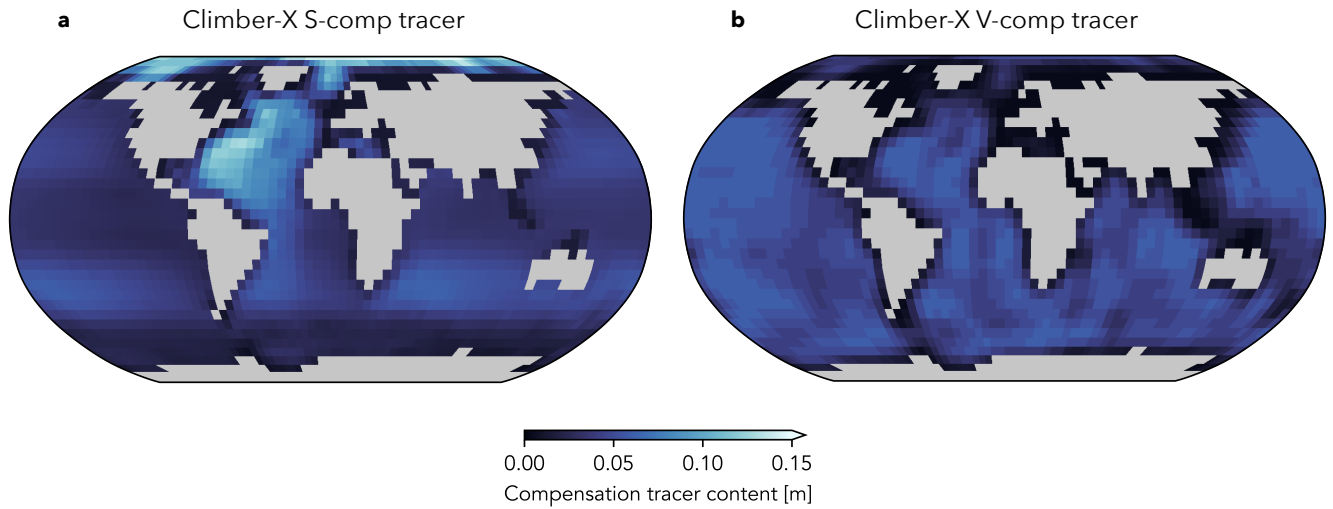 a Climber-X S-comp tracer
b Climber-X V-comp tracer
0.00 0.05 0.10 0.15
Compensation tracer content [m]